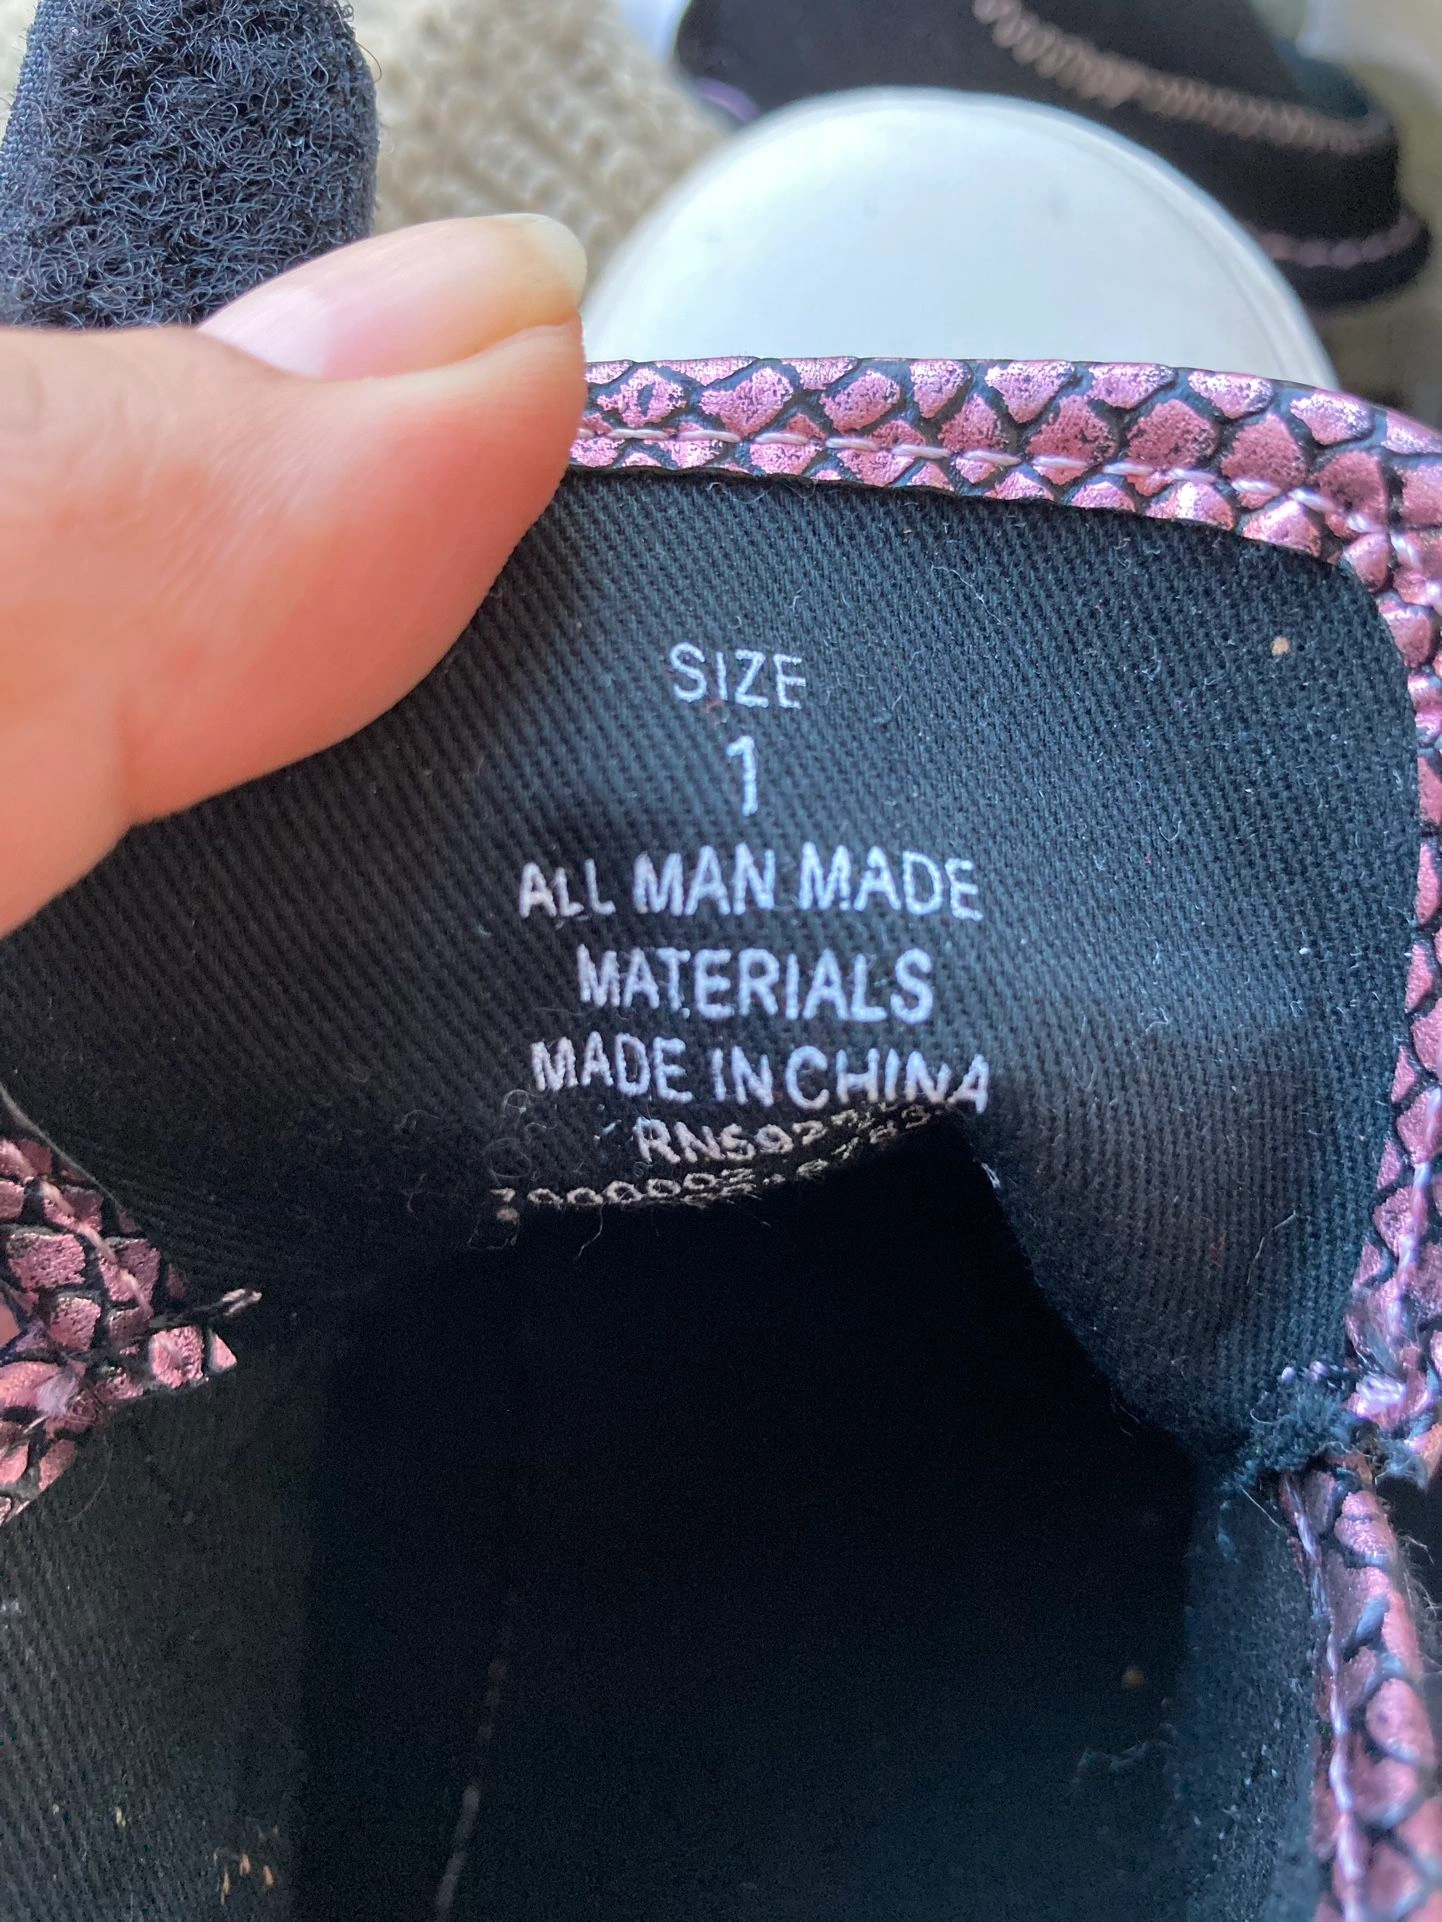 SIZE
1
ALL MAN MADE
MATERIALS
MADE IN CHINA